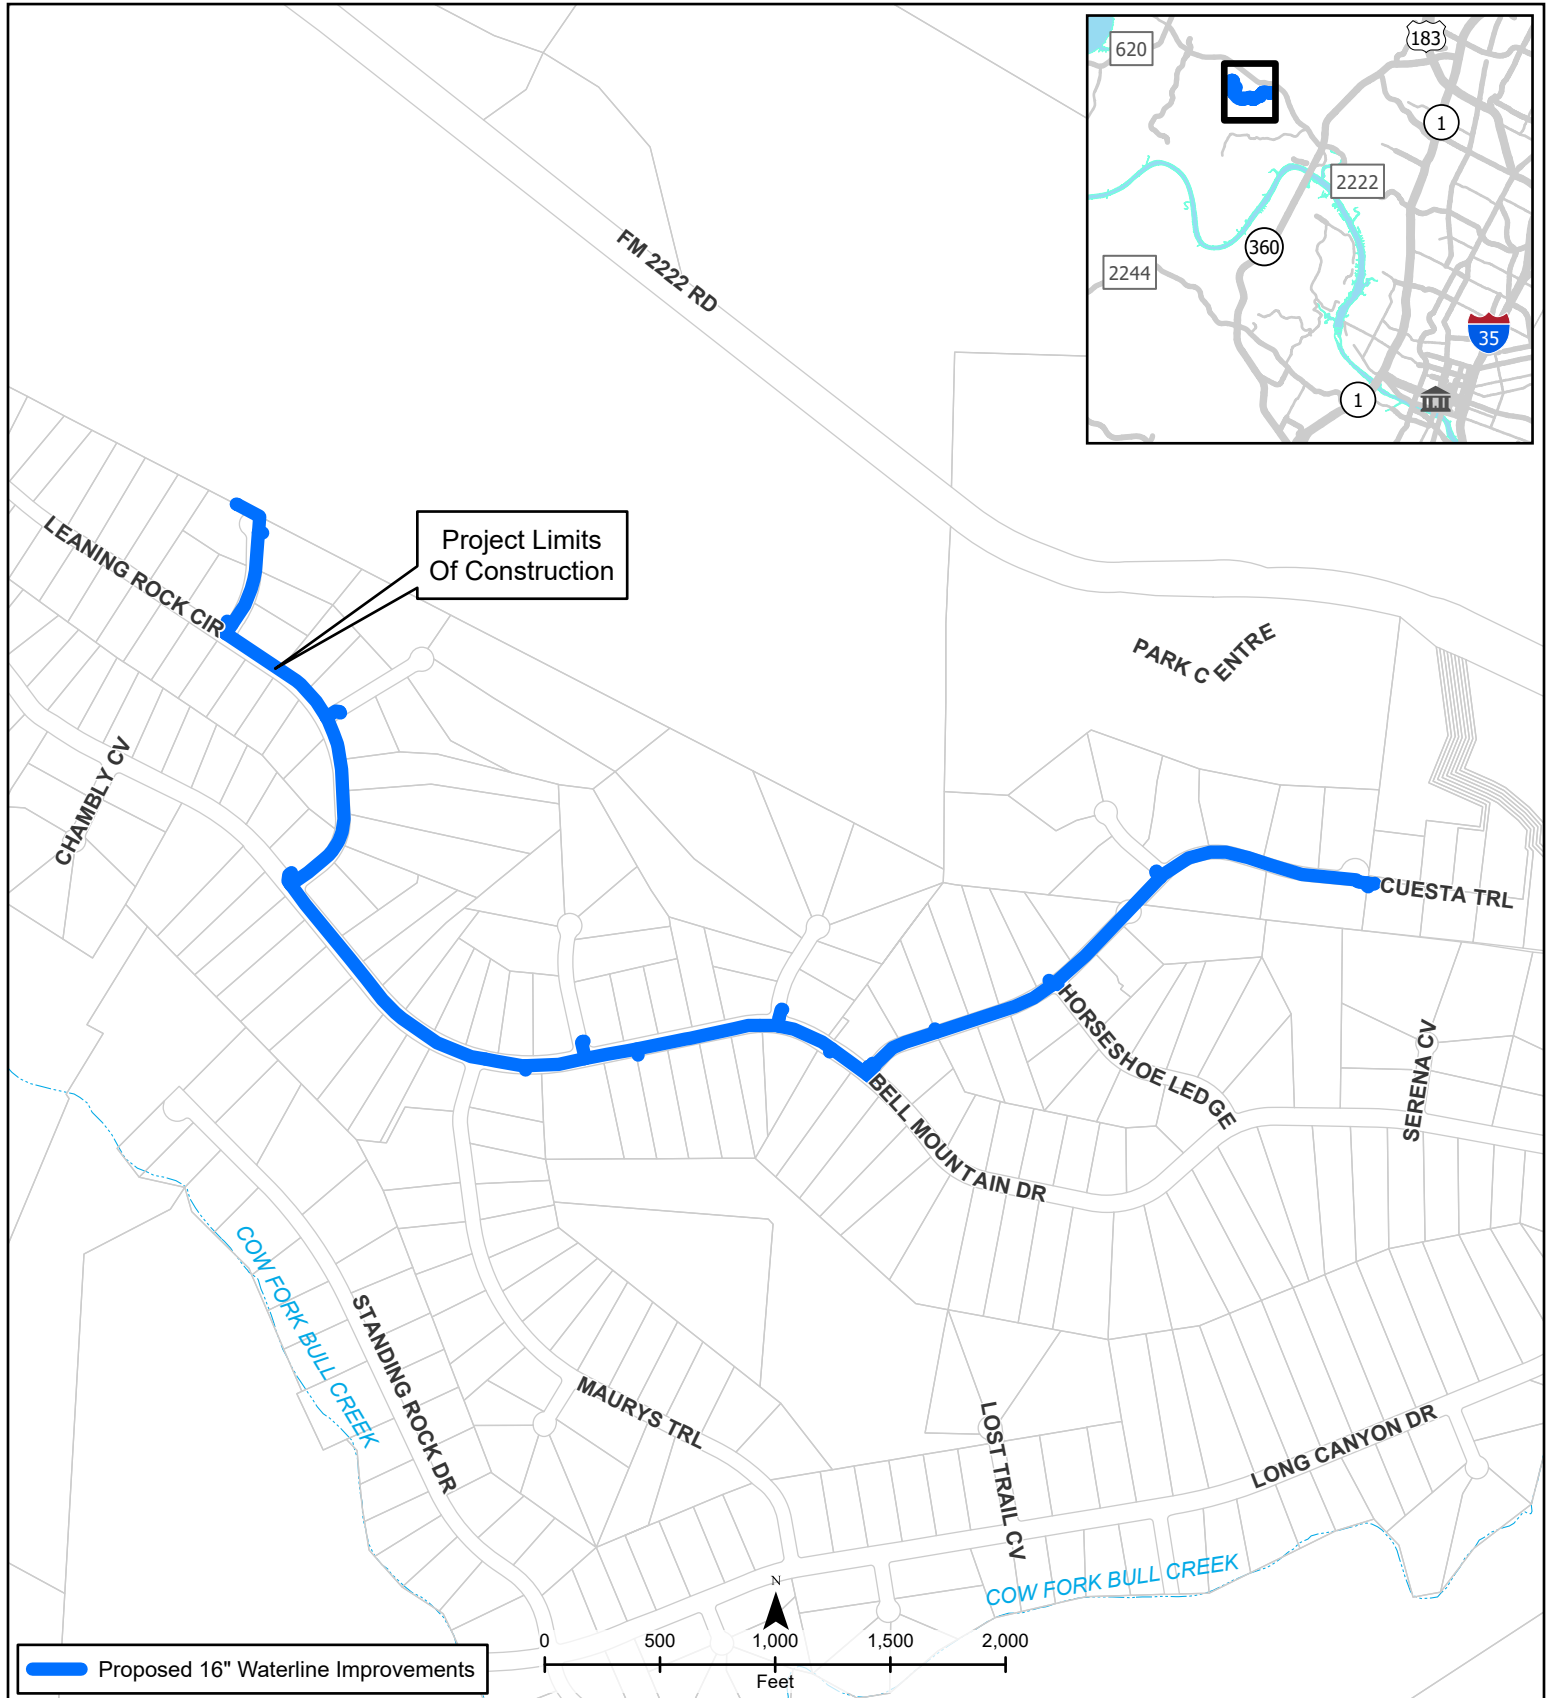 620
183
1
2222
360
2244
35
1
FM 2222 RD
Project Limits
Of Construction
LEANING ROCK CIR
PARK CENTRE
CHAMBLY CV
CUESTA TRL
HORSESHOE LEDGE
SERENA CV
BELL MOUNTAIN DR
COW FORK BULL CREEK
STANDING ROCK DR
MAURYS TRL
LOST TRAIL CV
LONG CANYON DR
COW FORK BULL CREEK
N
0 500 1,000 1,500 2,000
Feet
Proposed 16" Waterline Improvements